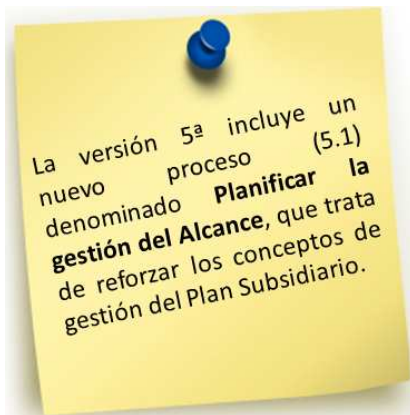 La versión 5ª incluye un
nuevo proceso (5.1)
denominado Planificar la
gestión del Alcance, que trata
de reforzar los conceptos de
gestión del Plan Subsidiario.